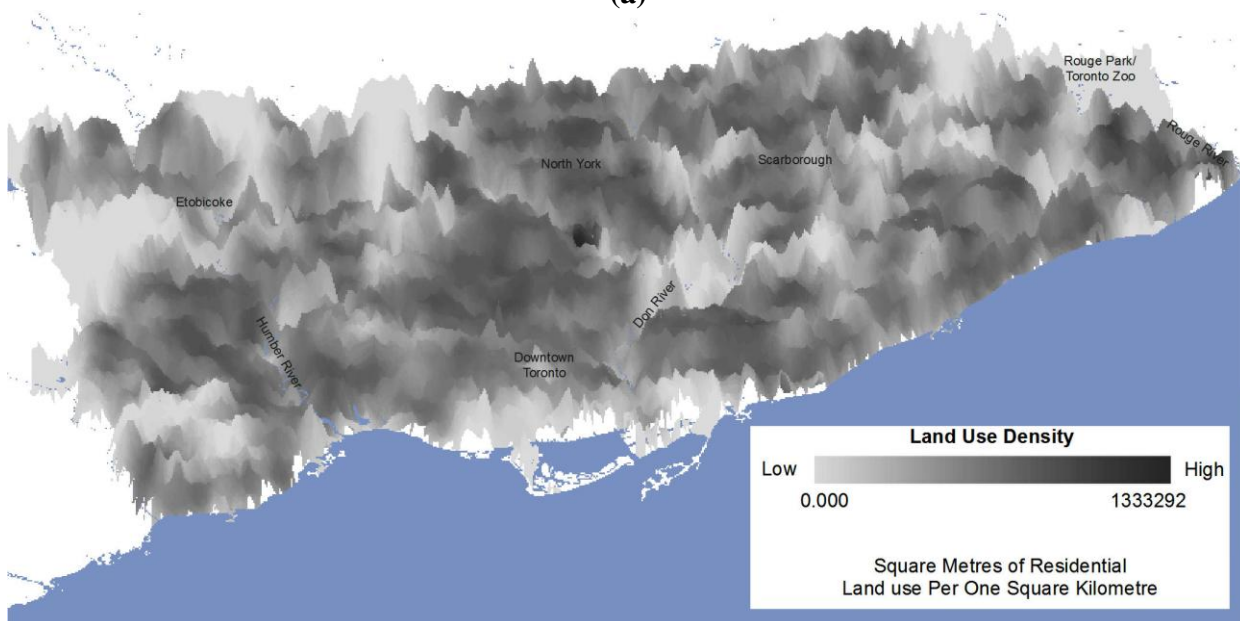 (a)
Rouge Park/
Toronto Zoo
Rouge River
North York
Scarborough
Etobicoke
Don River
Humber River
Downtown
Toronto
Land Use Density
Low
High
0.000
1333292
Square Metres of Residential
Land use Per One Square Kilometre